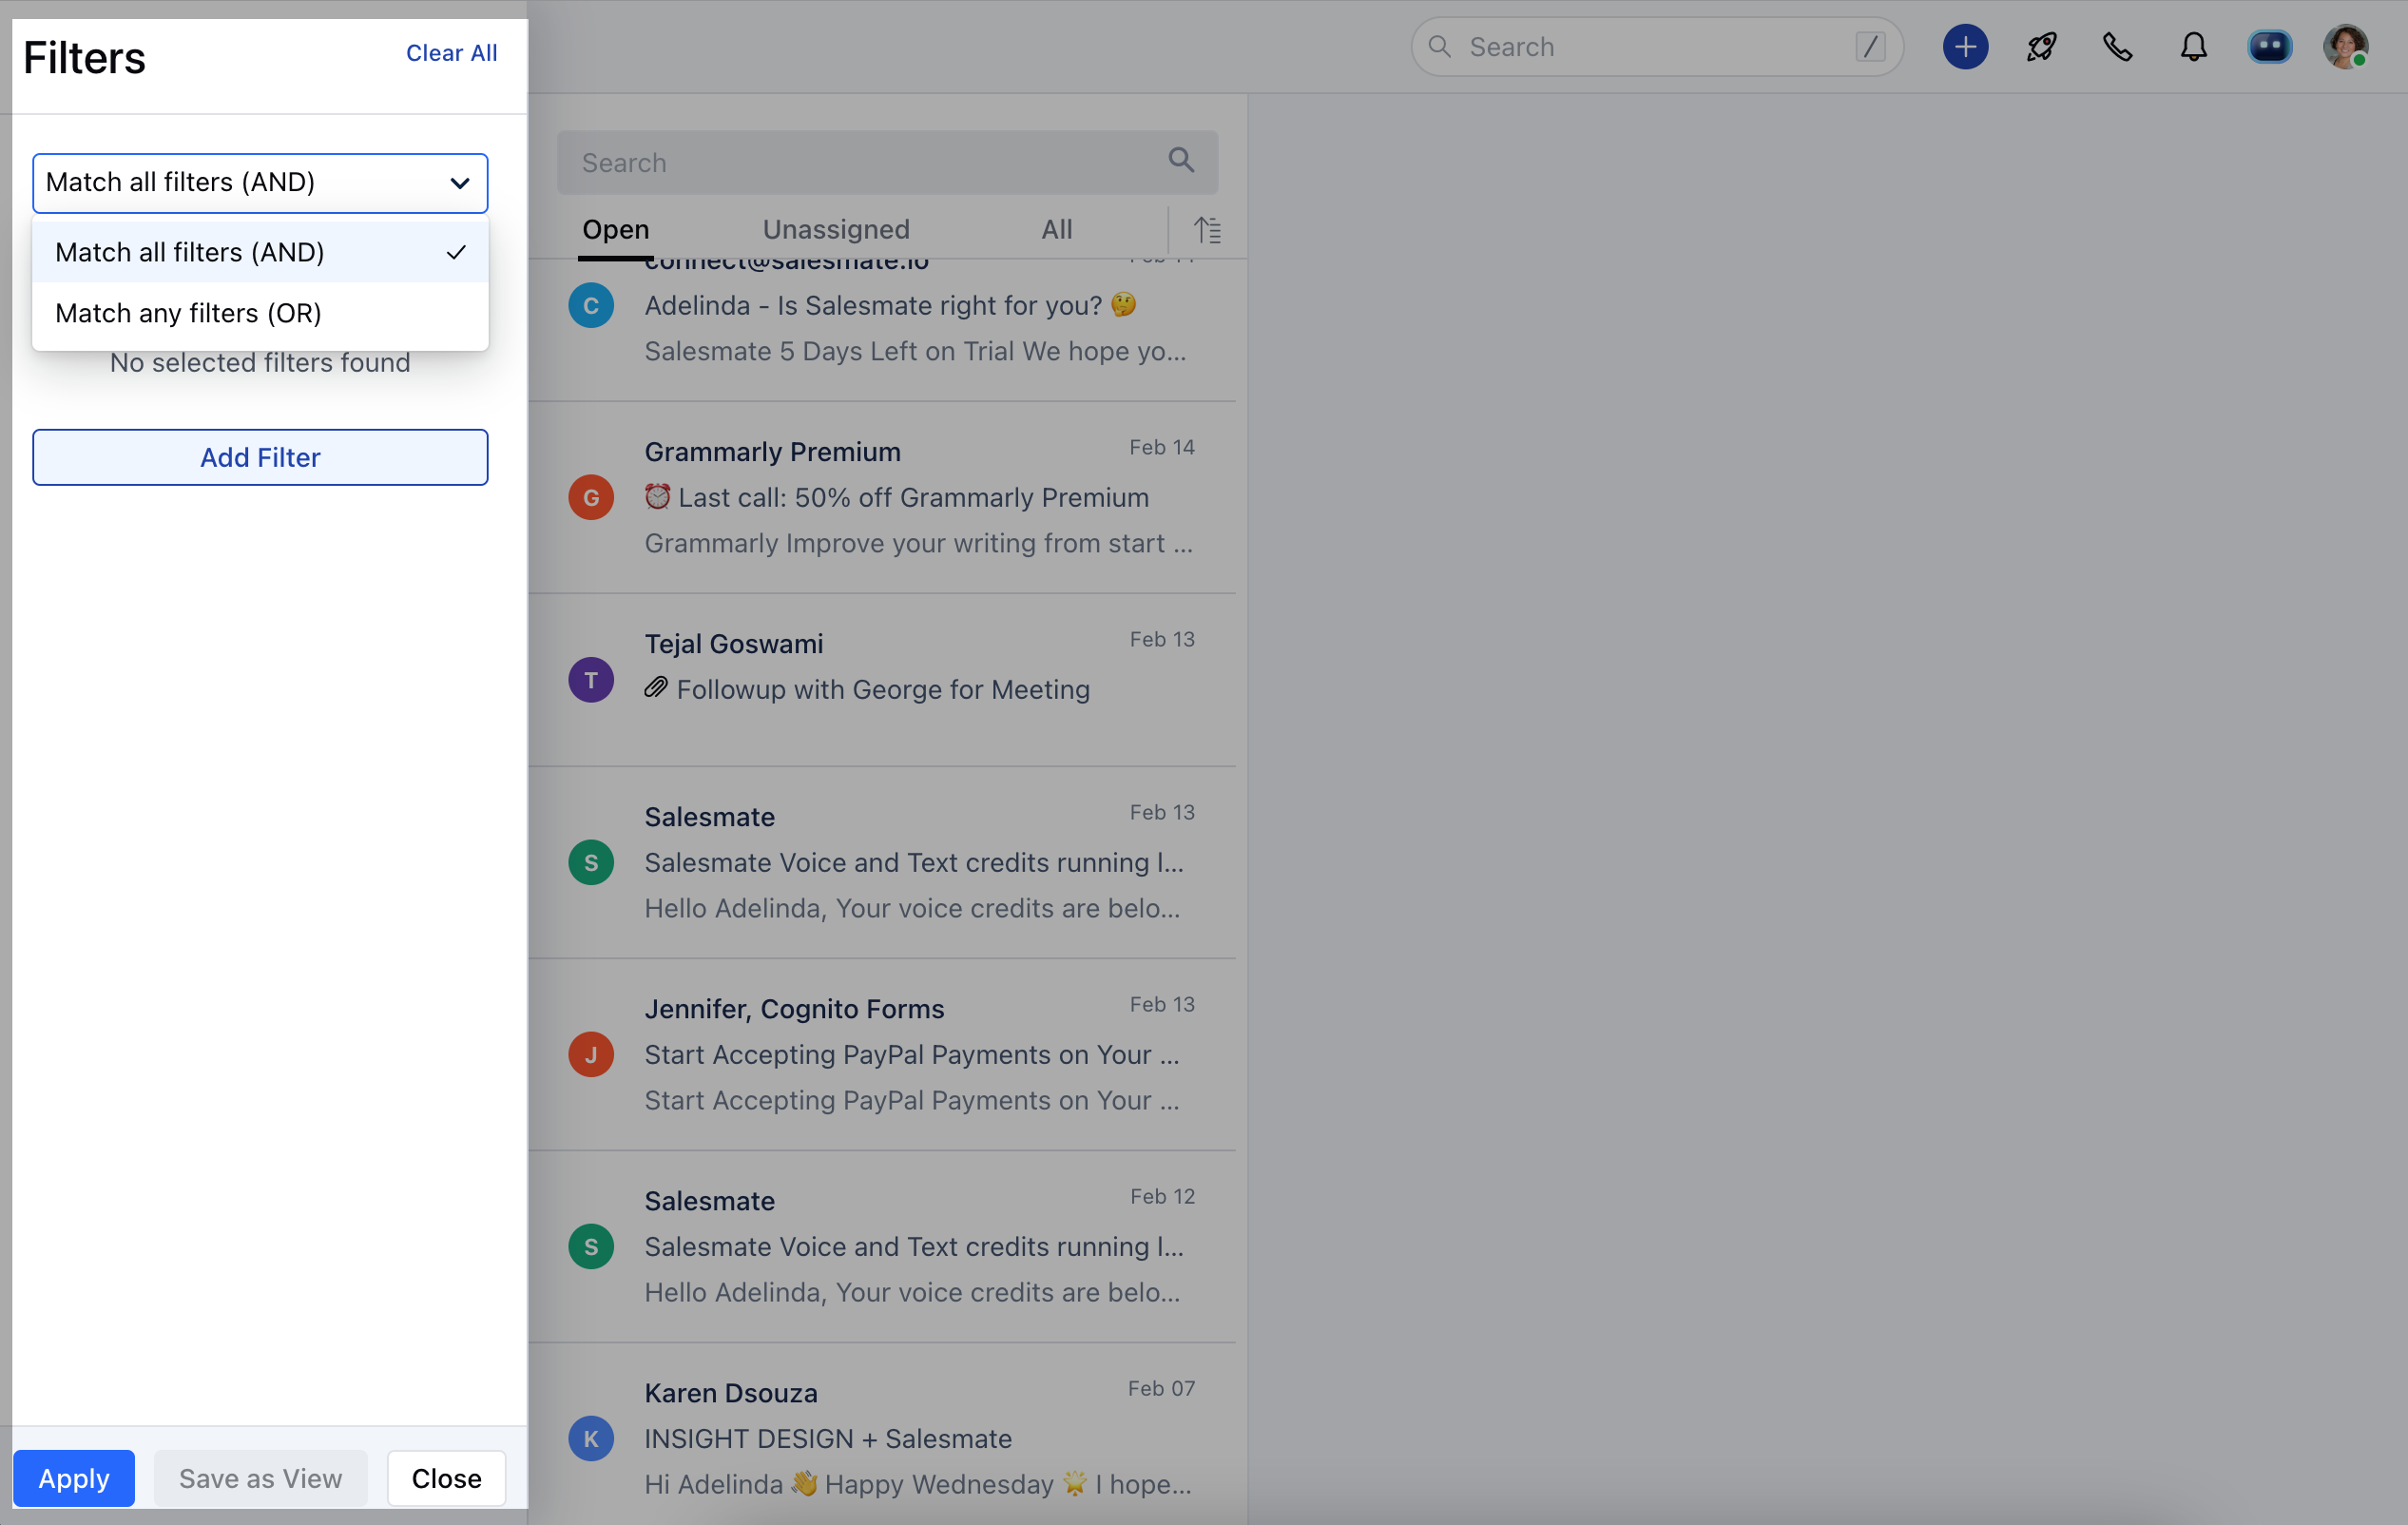 Filters
Clear All
Match all filters (AND)
Match all filters (AND)
Match any filters (OR)
No selected filters found
Add Filter
Apply
Save as View
Close
Search
/
Search
Open
Unassigned
All
connect@salesmate.io
C
Adelinda - Is Salesmate right for you? 🤔
Salesmate 5 Days Left on Trial We hope yo...
Grammarly Premium
Feb 14
G
⏰ Last call: 50% off Grammarly Premium
Grammarly Improve your writing from start ...
Tejal Goswami
Feb 13
T
Followup with George for Meeting
Salesmate
Feb 13
S
Salesmate Voice and Text credits running l...
Hello Adelinda, Your voice credits are belo...
Jennifer, Cognito Forms
Feb 13
J
Start Accepting PayPal Payments on Your ...
Start Accepting PayPal Payments on Your ...
Salesmate
Feb 12
S
Salesmate Voice and Text credits running l...
Hello Adelinda, Your voice credits are belo...
Karen Dsouza
Feb 07
K
INSIGHT DESIGN + Salesmate
Hi Adelinda 👋 Happy Wednesday 🌟 I hope...